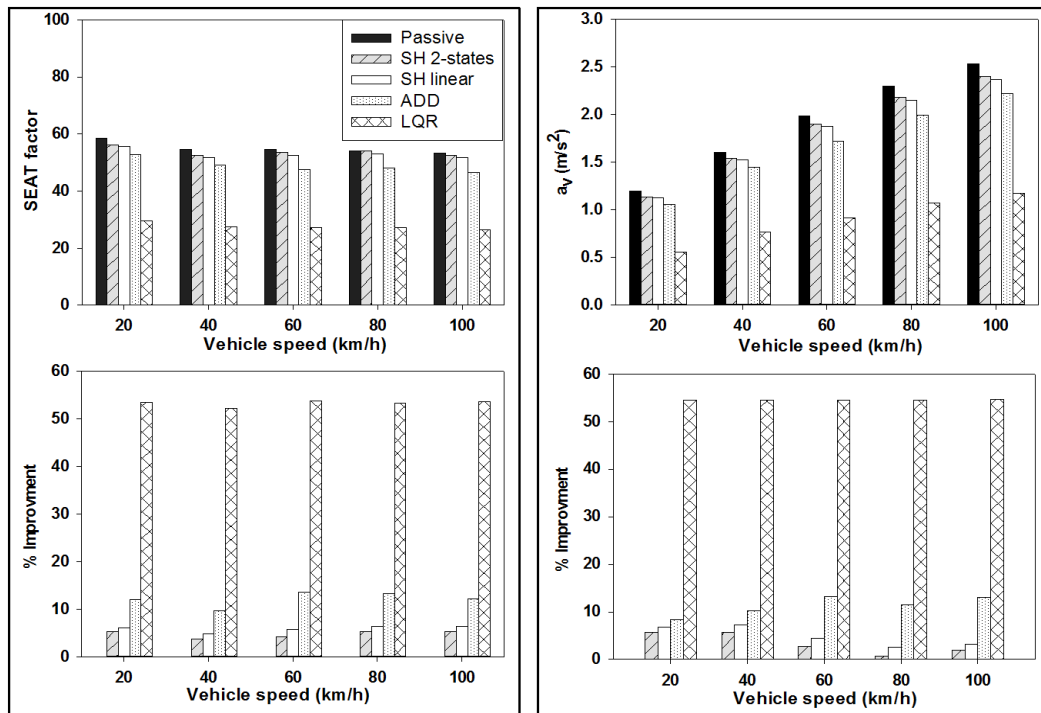 100
80
60
40
20
0
SEAT factor
Passive
SH 2-states
SH linear
ADD
LQR
20 40 60 80 100
Vehicle speed (km/h)
3.0
2.5
2.0
1.5
1.0
0.5
0.0
av (m/s²)
20 40 60 80 100
Vehicle speed (km/h)
60
50
40
30
20
10
0
% Improvment
20 40 60 80 100
Vehicle speed (km/h)
60
50
40
30
20
10
0
% Improvment
20 40 60 80 100
Vehicle speed (km/h)